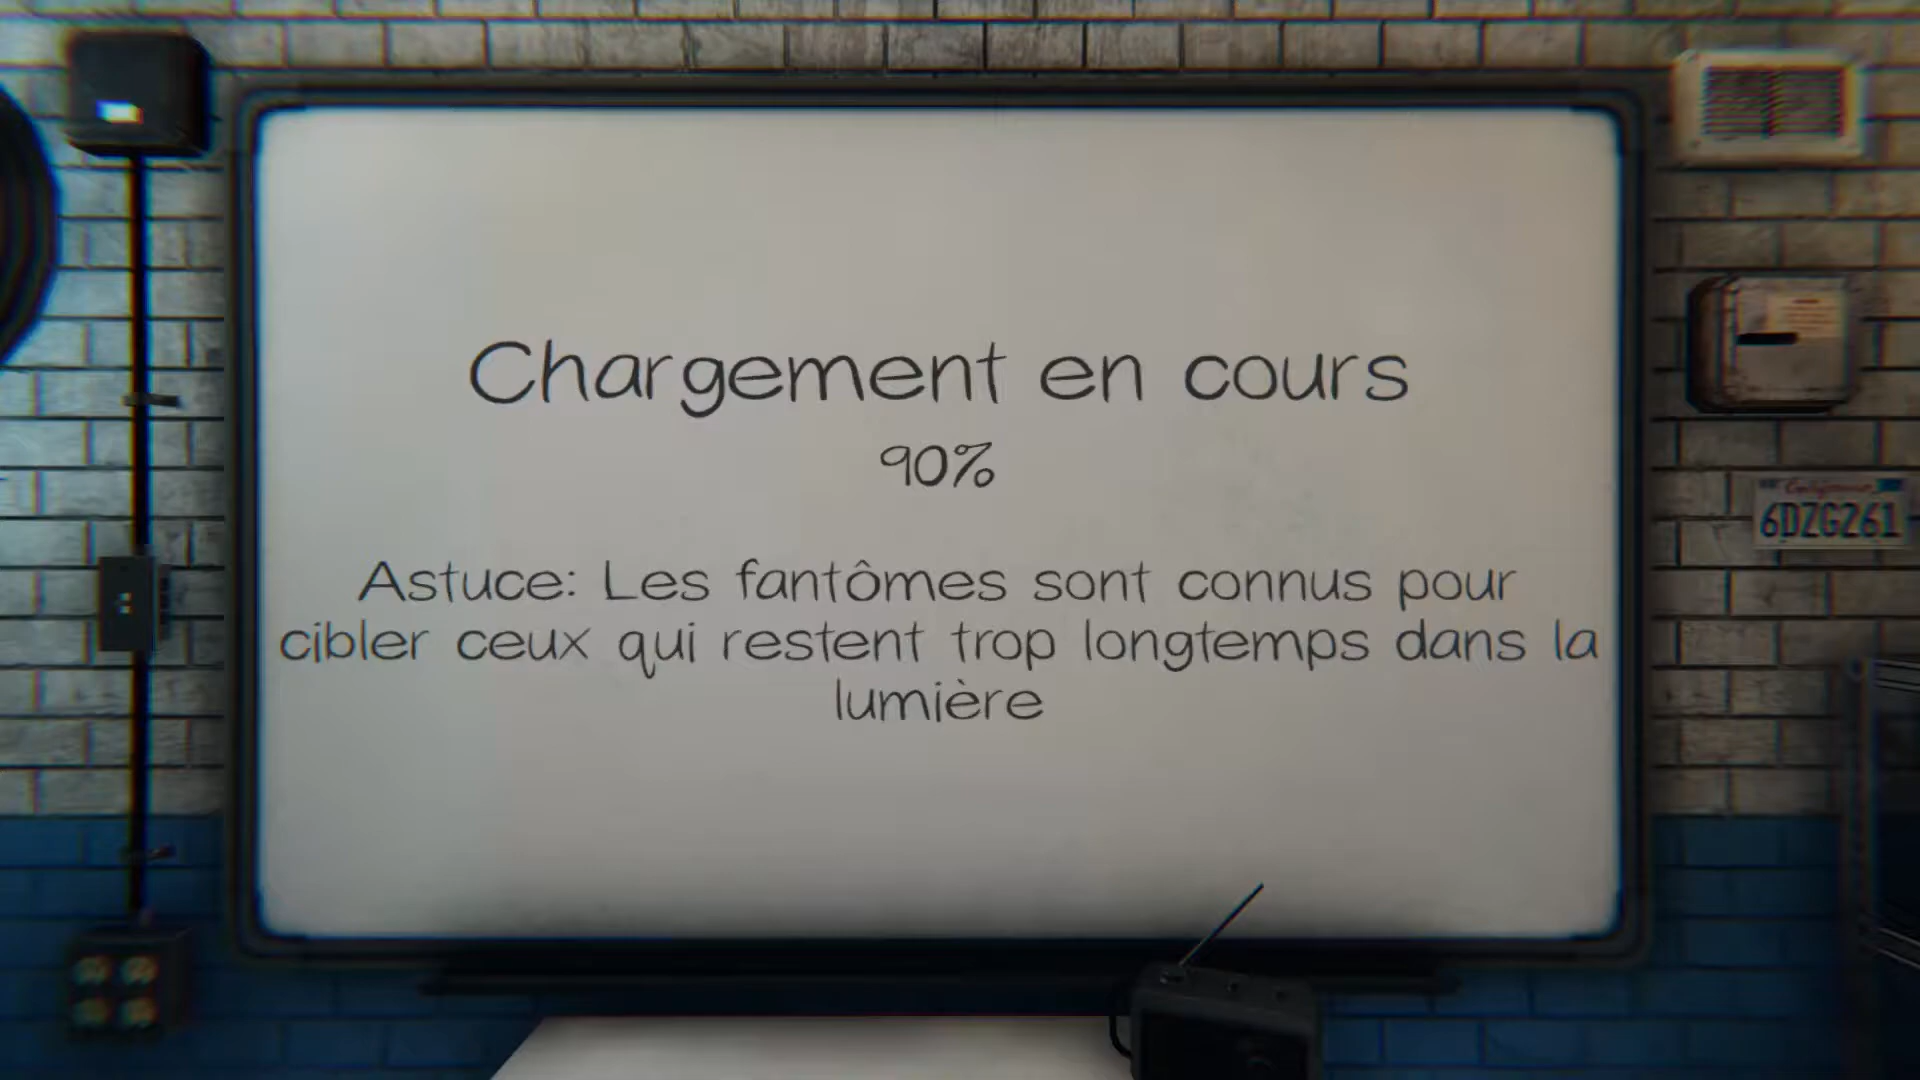 Chargement en cours
90%
Astuce: Les fantômes sont connus pour
cibler ceux qui restent trop longtemps dans la
lumière
California
6DZG261